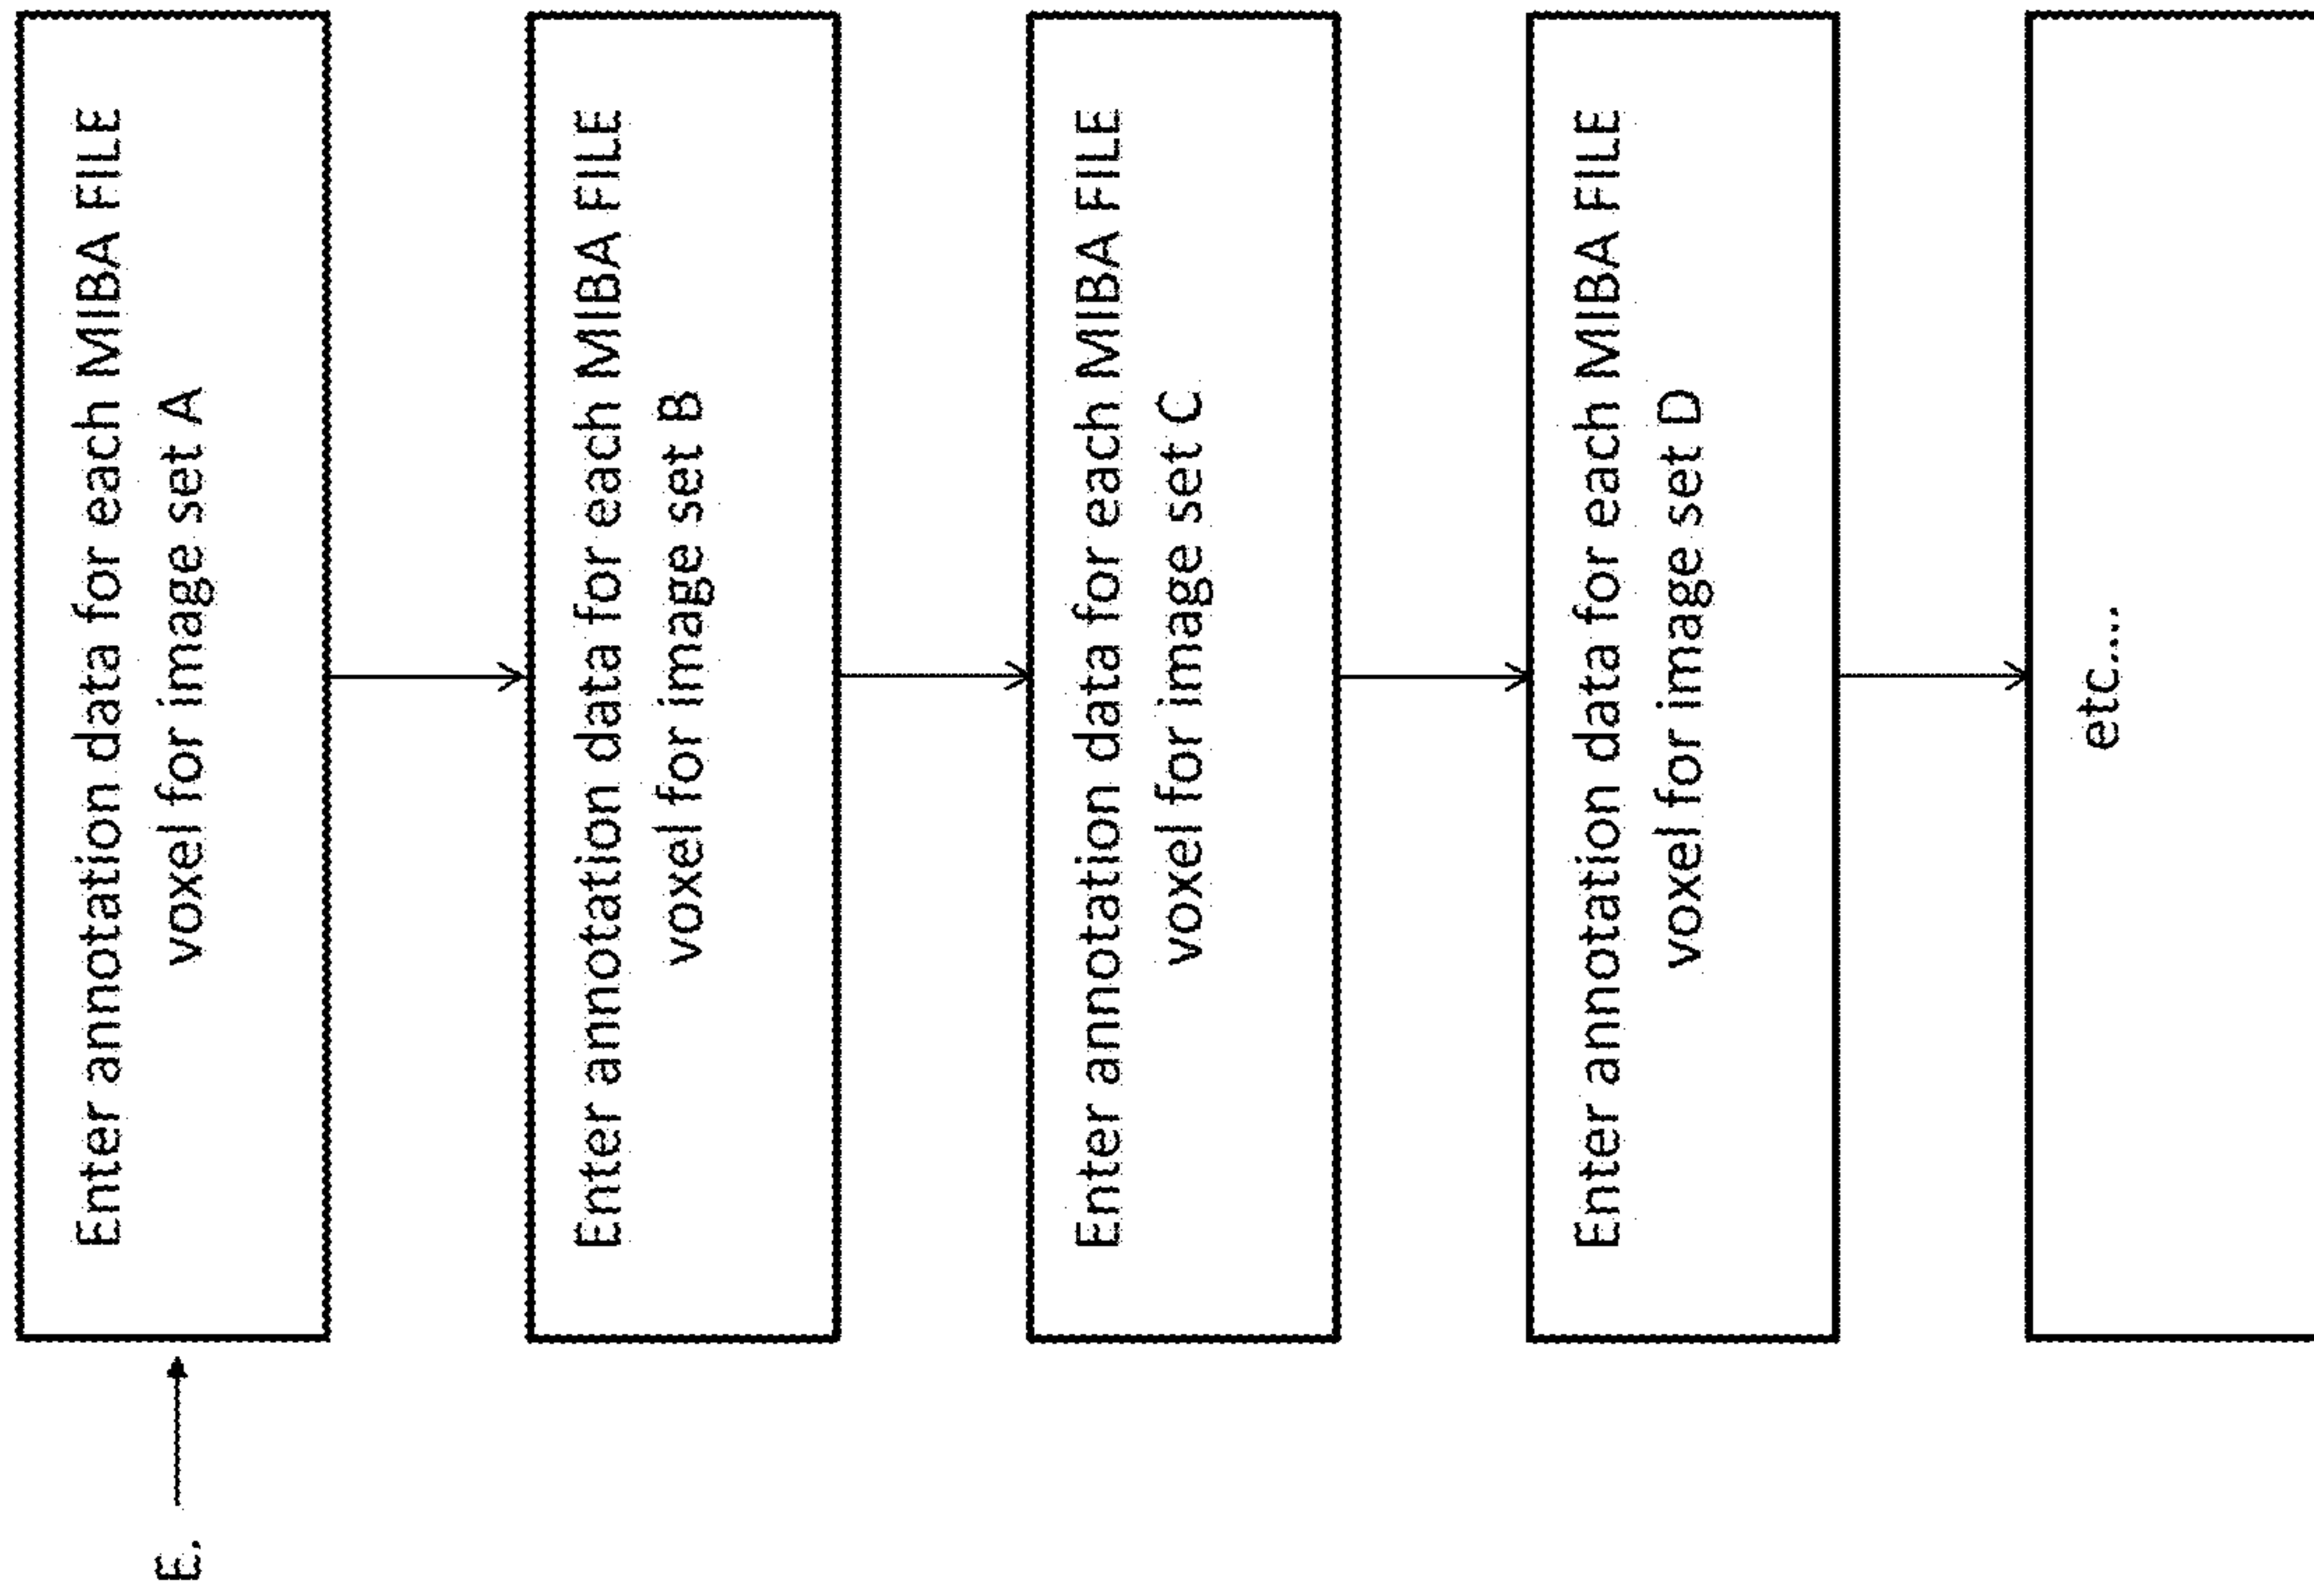 E.
Enter annotation data for each MIBA FILE
voxel for image set A
Enter annotation data for each MIBA FILE
voxel for image set B
Enter annotation data for each MIBA FILE
voxel for image set C
Enter annotation data for each MIBA FILE
voxel for image set D
etc....